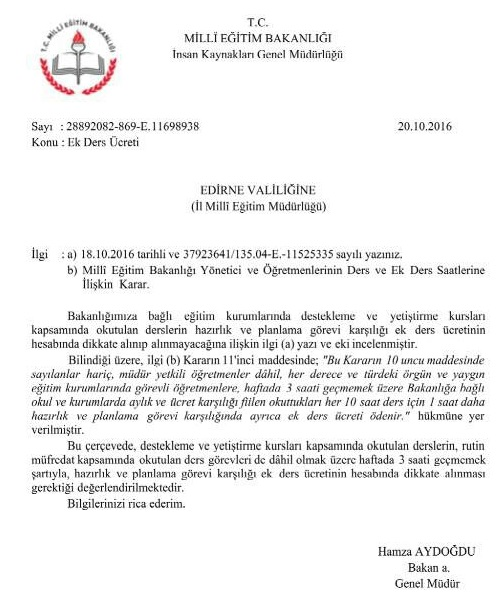 T.C.
MİLLÎ EĞİTİM BAKANLIĞI
İnsan Kaynakları Genel Müdürlüğü
T.C. MİLLÎ EĞİTİM BAKANLIĞI
Sayı : 28892082-869-E.11698938 20.10.2016
Konu : Ek Ders Ücreti
EDİRNE VALİLİĞİNE
(İl Millî Eğitim Müdürlüğü)
İlgi : a) 18.10.2016 tarihli ve 37923641/135.04-E.-11525335 sayılı yazınız.
b) Millî Eğitim Bakanlığı Yönetici ve Öğretmenlerinin Ders ve Ek Ders Saatlerine
İlişkin Karar.
Bakanlığımıza bağlı eğitim kurumlarında destekleme ve yetiştirme kursları
kapsamında okutulan derslerin hazırlık ve planlama görevi karşılığı ek ders ücretinin
hesabında dikkate alınıp alınmayacağına ilişkin ilgi (a) yazı ve eki incelenmiştir.
Bilindiği üzere, ilgi (b) Kararın 11'inci maddesinde; "Bu Kararın 10 uncu maddesinde
sayılanlar hariç, müdür yetkili öğretmenler dâhil, her derece ve türdeki örgün ve yaygın
eğitim kurumlarında görevli öğretmenlere, haftada 3 saati geçmemek üzere Bakanlığa bağlı
okul ve kurumlarda aylık ve ücret karşılığı fiilen okuttukları her 10 saat ders için 1 saat daha
hazırlık ve planlama görevi karşılığında ayrıca ek ders ücreti ödenir." hükmüne yer
verilmiştir.
Bu çerçevede, destekleme ve yetiştirme kursları kapsamında okutulan derslerin, rutin
müfredat kapsamında okutulan ders görevleri de dâhil olmak üzere haftada 3 saati geçmemek
şartıyla, hazırlık ve planlama görevi karşılığı ek ders ücretinin hesabında dikkate alınması
gerektiği değerlendirilmektedir.
Bilgilerinizi rica ederim.
Hamza AYDOĞDU
Bakan a.
Genel Müdür